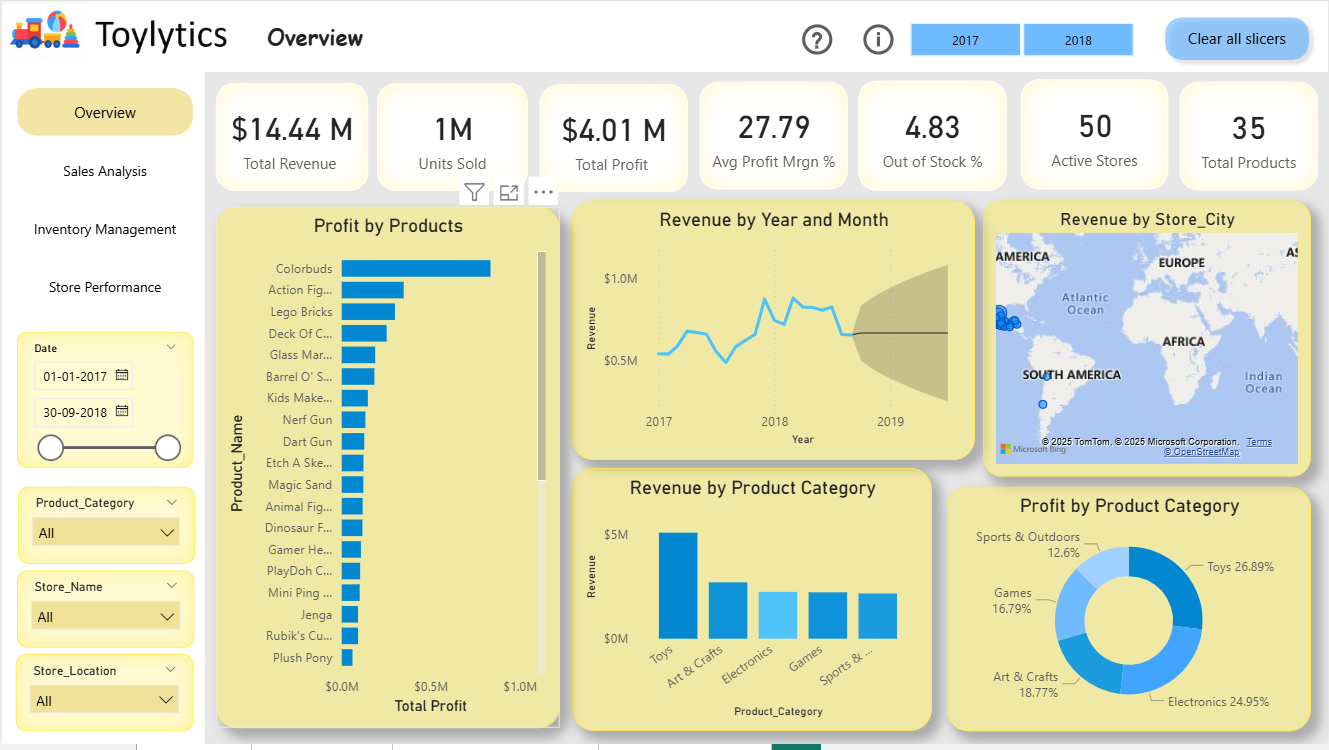 Toylytics
Overview
2017
2018
Clear all slicers
Overview
Sales Analysis
Inventory Management
Store Performance
Date
01-01-2017
30-09-2018
Product_Category
All
Store_Name
All
Store_Location
All
$14.44 M
Total Revenue
1M
Units Sold
$4.01 M
Total Profit
27.79
Avg Profit Mrgn %
4.83
Out of Stock %
50
Active Stores
35
Total Products
Profit by Products
Product_Name
Colorbuds
Action Fig...
Lego Bricks
Deck Of C...
Glass Mar...
Barrel O' S...
Kids Make...
Nerf Gun
Dart Gun
Etch A Ske...
Magic Sand
Animal Fig...
Dinosaur F...
Gamer He...
PlayDoh C...
Mini Ping ...
Jenga
Rubik's Cu...
Plush Pony
$0.0M
$0.5M
$1.0M
Total Profit
Revenue by Year and Month
Revenue
$1.0M
$0.5M
2017
2018
2019
Year
Revenue by Store_City
AMERICA
EUROPE
AS
Atlantic
Ocean
AFRICA
SOUTH AMERICA
Indian
Ocean
© 2025 TomTom, © 2025 Microsoft Corporation, Terms
Microsoft Bing
© OpenStreetMap
Revenue by Product Category
Revenue
$5M
$0M
Toys
Art & Crafts
Electronics
Games
Sports & ...
Product_Category
Profit by Product Category
Sports & Outdoors
12.6%
Toys 26.89%
Games
16.79%
Art & Crafts
18.77%
Electronics 24.95%